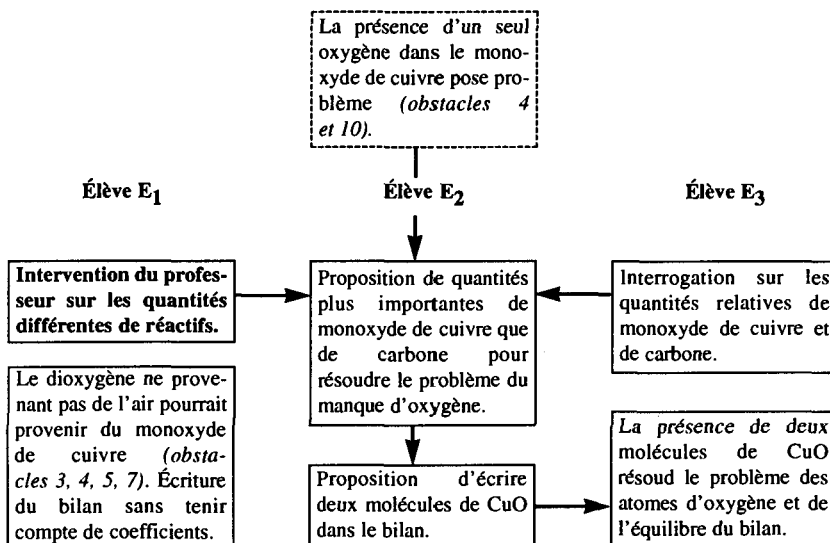 La présence d'un seul
oxygène dans le mono-
xyde de cuivre pose pro-
blème (obstacles 4
et 10).
Élève E1
Élève E2
Élève E3
Intervention du profes-
seur sur les quantités
différentes de réactifs.
Proposition de quantités
plus importantes de
monoxyde de cuivre que
de carbone pour
résoudre le problème du
manque d'oxygène.
Interrogation sur les
quantités relatives de
monoxyde de cuivre et
de carbone.
Le dioxygène ne prove-
nant pas de l'air pourrait
provenir du monoxyde
de cuivre (obsta-
cles 3, 4, 5, 7). Écriture
du bilan sans tenir
compte de coefficients.
Proposition d'écrire
deux molécules de CuO
dans le bilan.
La présence de deux
molécules de CuO
résoud le problème des
atomes d'oxygène et de
l'équilibre du bilan.